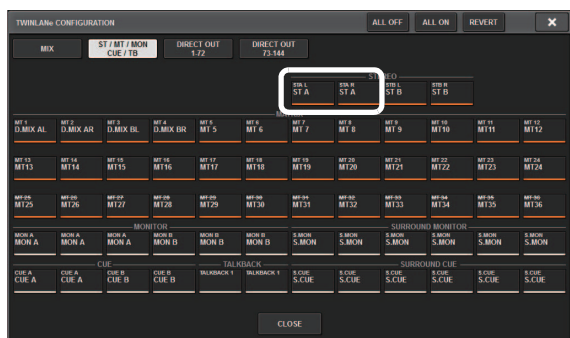 TWINLANe CONFIGURATION ALL OFF ALL ON REVERT
MIX ST / MT / MON DIRECT OUT DIRECT OUT
CUE / TB 1-72 73-144
STEREO
STA L STA R STB L STB R
ST A ST A ST B ST B
MATRIX
MT 1 MT 2 MT 3 MT 4 MT 5 MT 6 MT 7 MT 8 MT 9 MT 10 MT 11 MT 12
D.MIX AL D.MIX AR D.MIX BL D.MIX BR MT 5 MT 6 MT 7 MT 8 MT 9 MT10 MT11 MT12
MT 13 MT 14 MT 15 MT 16 MT 17 MT 18 MT 19 MT 20 MT 21 MT 22 MT 23 MT 24
MT13 MT14 MT15 MT16 MT17 MT18 MT19 MT20 MT21 MT22 MT23 MT24
MT 25 MT 26 MT 27 MT 28 MT 29 MT 30 MT 31 MT 32 MT 33 MT 34 MT 35 MT 36
MT25 MT26 MT27 MT28 MT29 MT30 MT31 MT32 MT33 MT34 MT35 MT36
MONITOR SURROUND MONITOR
MON A MON A MON A MON B MON B MON B S.MON S.MON S.MON S.MON S.MON S.MON
MON A MON A MON A MON B MON B MON B S.MON S.MON S.MON S.MON S.MON S.MON
CUE TALKBACK SURROUND CUE
CUE A CUE A CUE B CUE B TALKBACK 1 TALKBACK 1 S.CUE S.CUE S.CUE S.CUE S.CUE S.CUE
CUE A CUE A CUE B CUE B S.CUE S.CUE S.CUE S.CUE S.CUE S.CUE
CLOSE